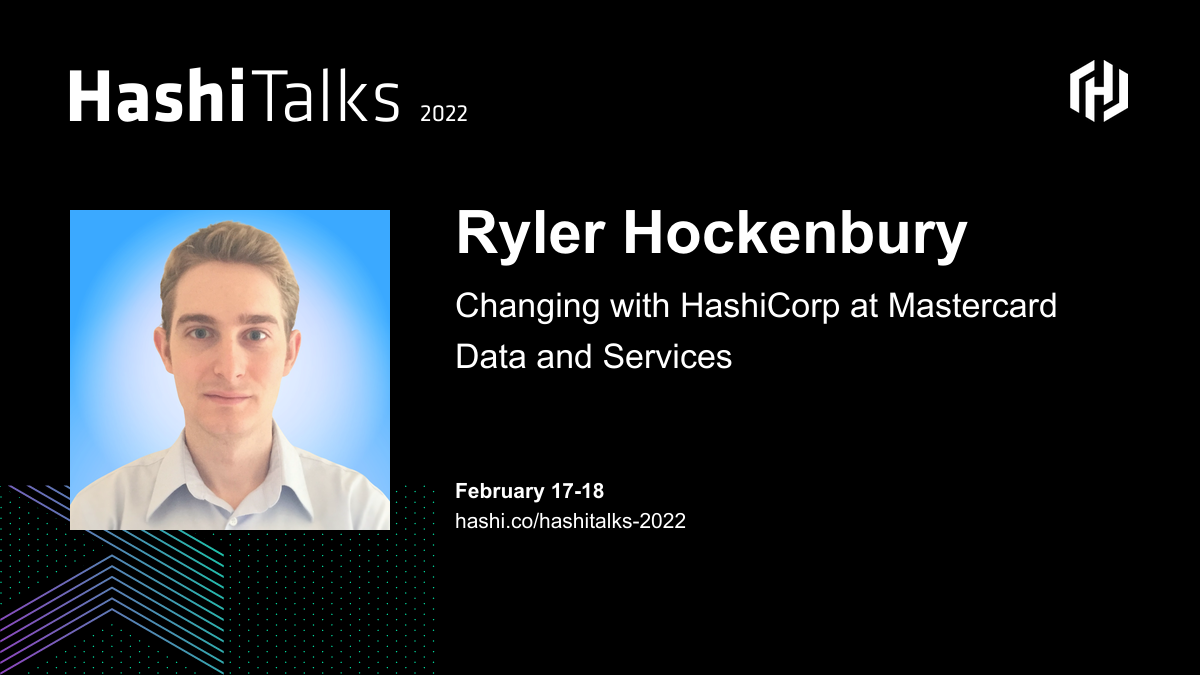 HashiTalks 2022
Ryler Hockenbury
Changing with HashiCorp at Mastercard
Data and Services
February 17-18
hashi.co/hashitalks-2022